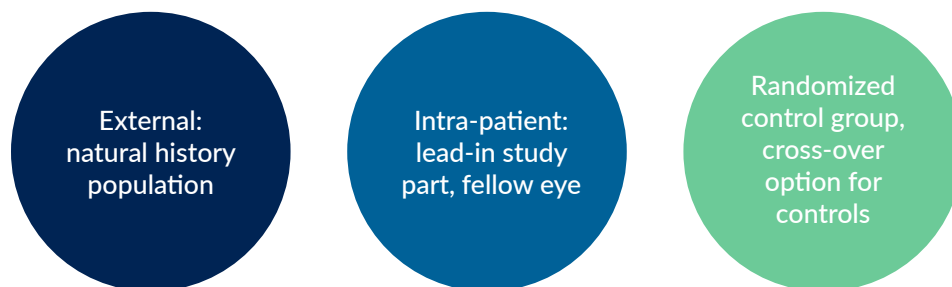 External:
natural history
population
Intra-patient:
lead-in study
part, fellow eye
Randomized
control group,
cross-over
option for
controls